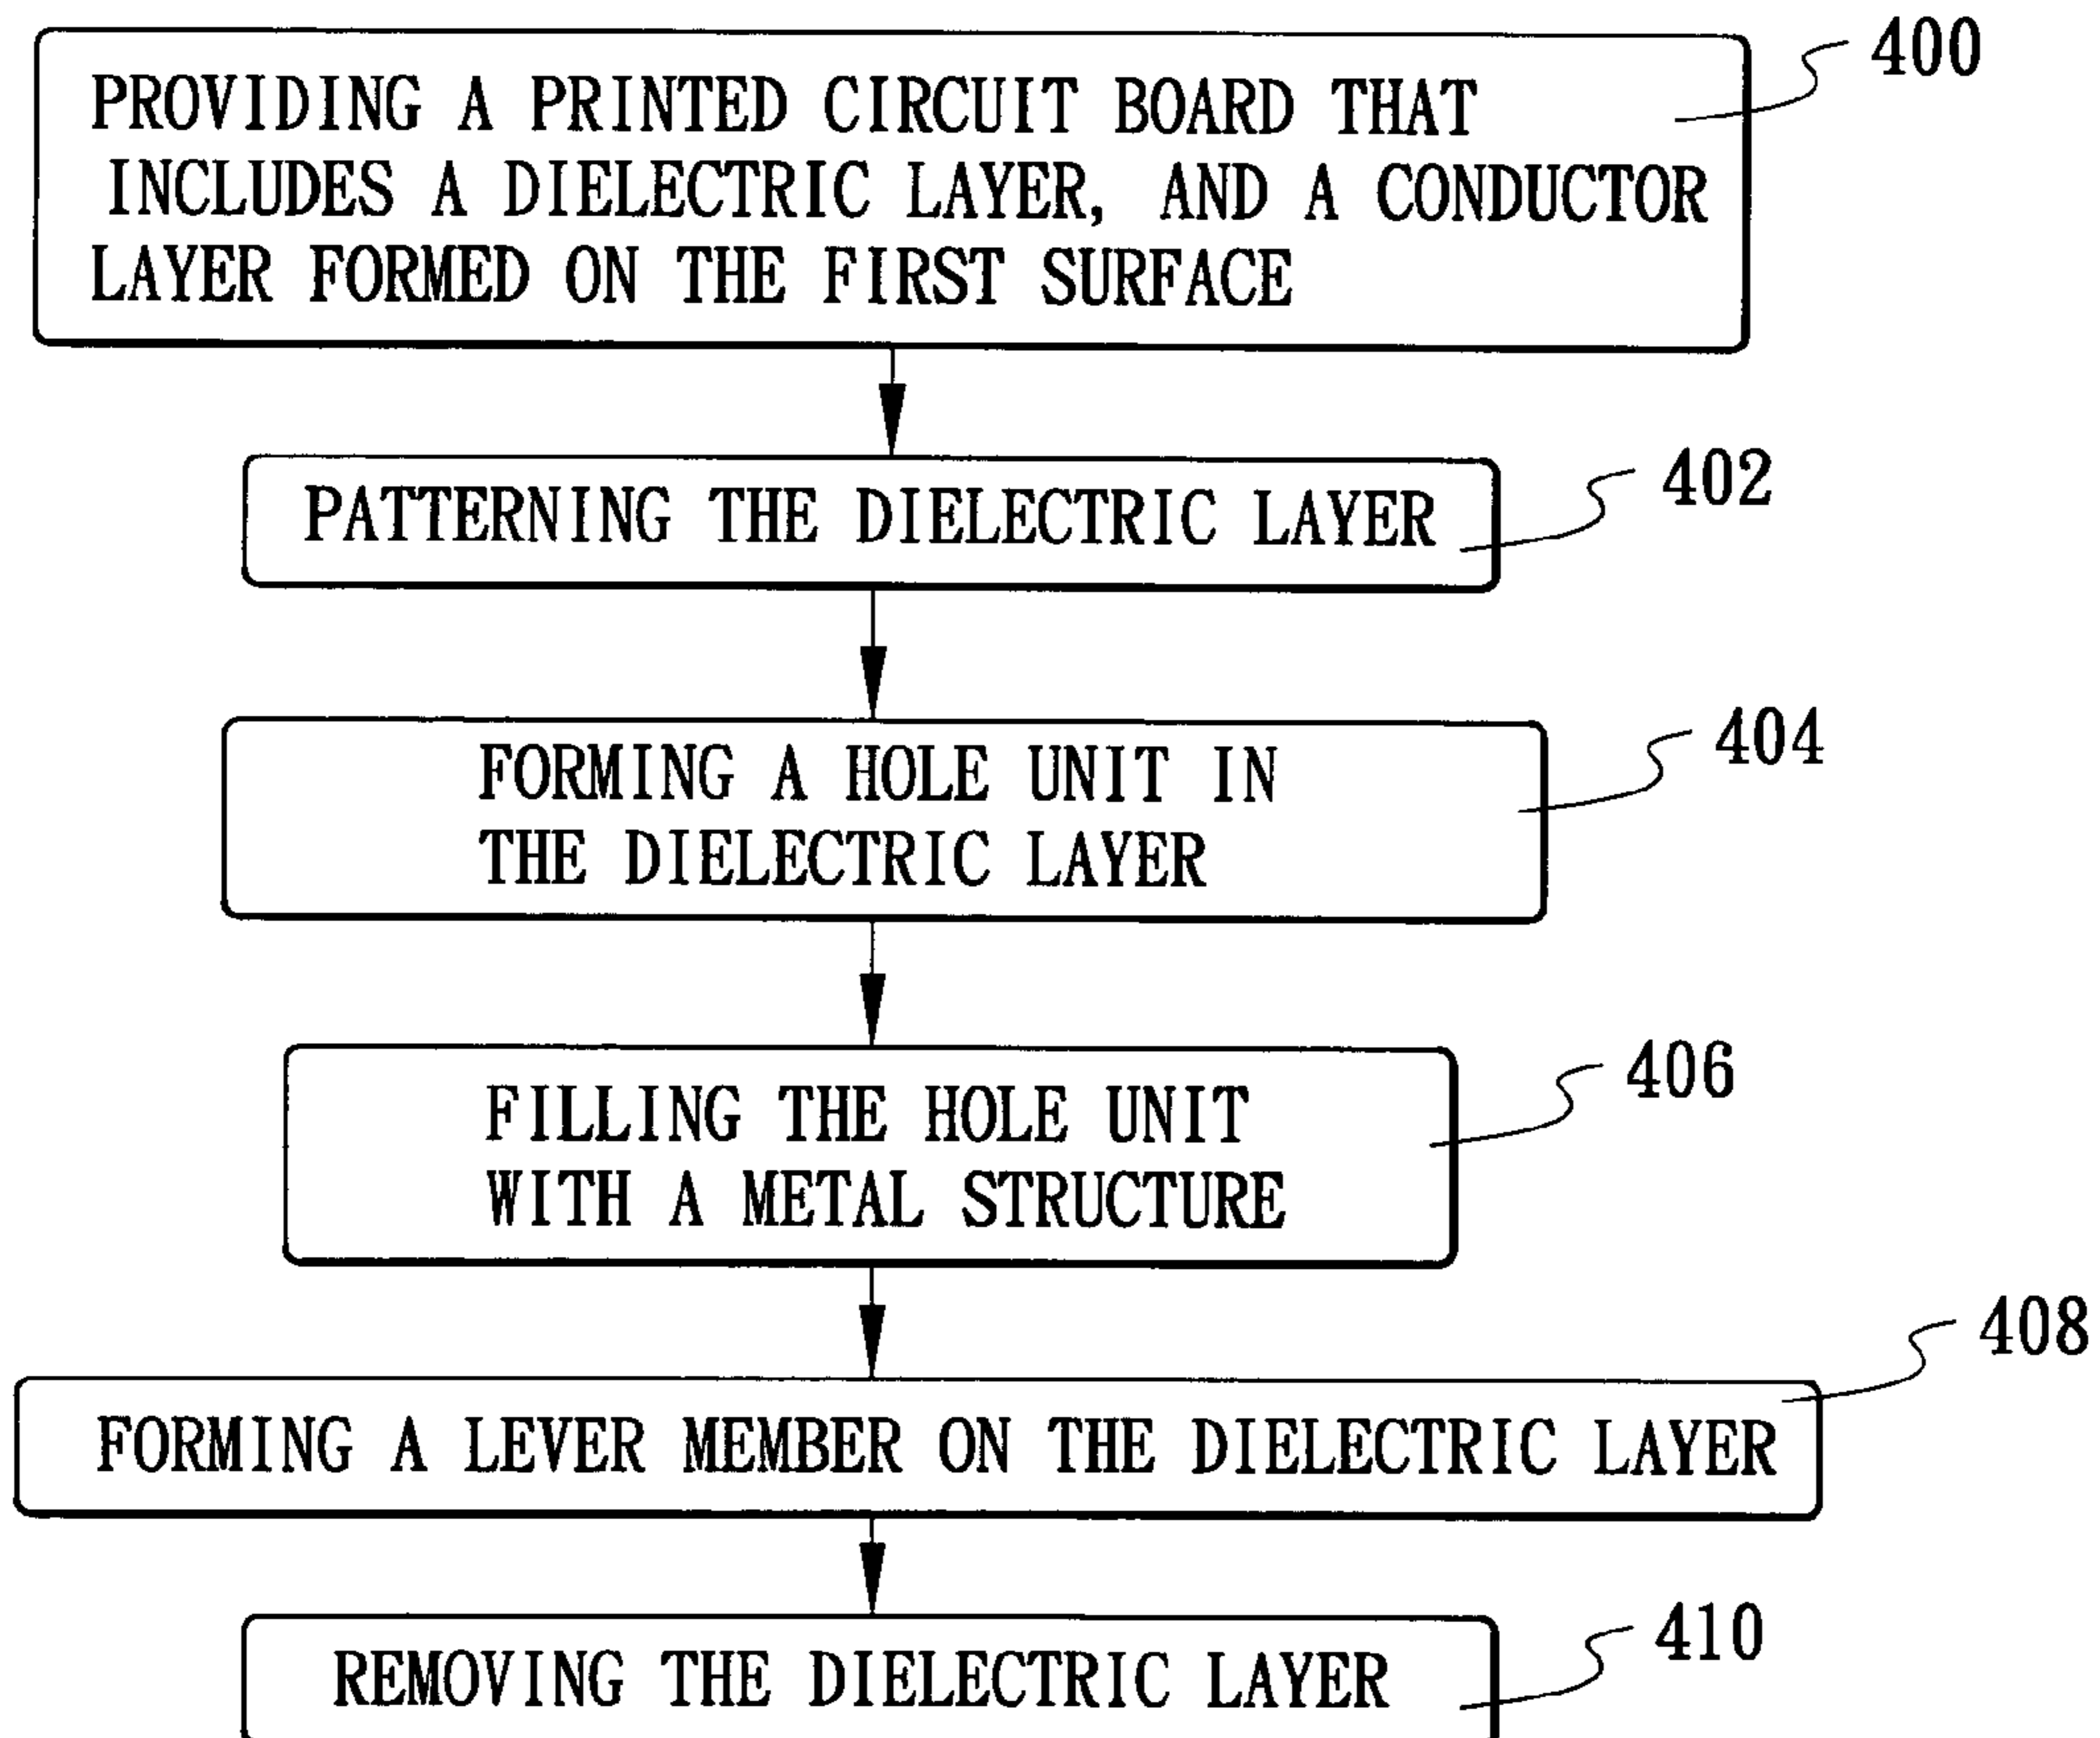 400
PROVIDING A PRINTED CIRCUIT BOARD THAT
INCLUDES A DIELECTRIC LAYER, AND A CONDUCTOR
LAYER FORMED ON THE FIRST SURFACE
402
PATTERNING THE DIELECTRIC LAYER
404
FORMING A HOLE UNIT IN
THE DIELECTRIC LAYER
406
FILLING THE HOLE UNIT
WITH A METAL STRUCTURE
408
FORMING A LEVER MEMBER ON THE DIELECTRIC LAYER
410
REMOVING THE DIELECTRIC LAYER